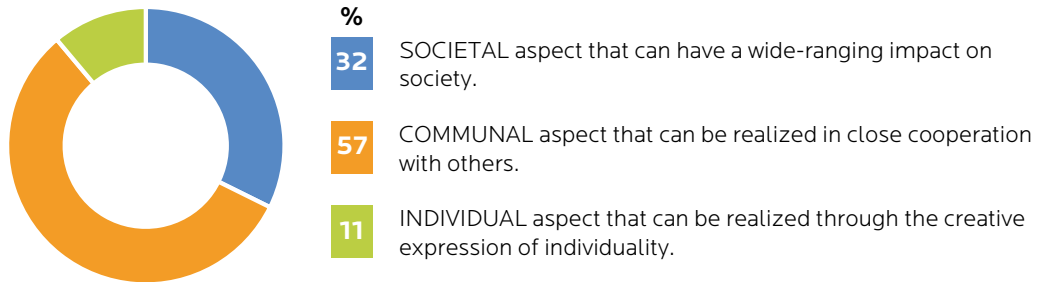 %
32 SOCIETAL aspect that can have a wide-ranging impact on
society.
57 COMMUNAL aspect that can be realized in close cooperation
with others.
11 INDIVIDUAL aspect that can be realized through the creative
expression of individuality.